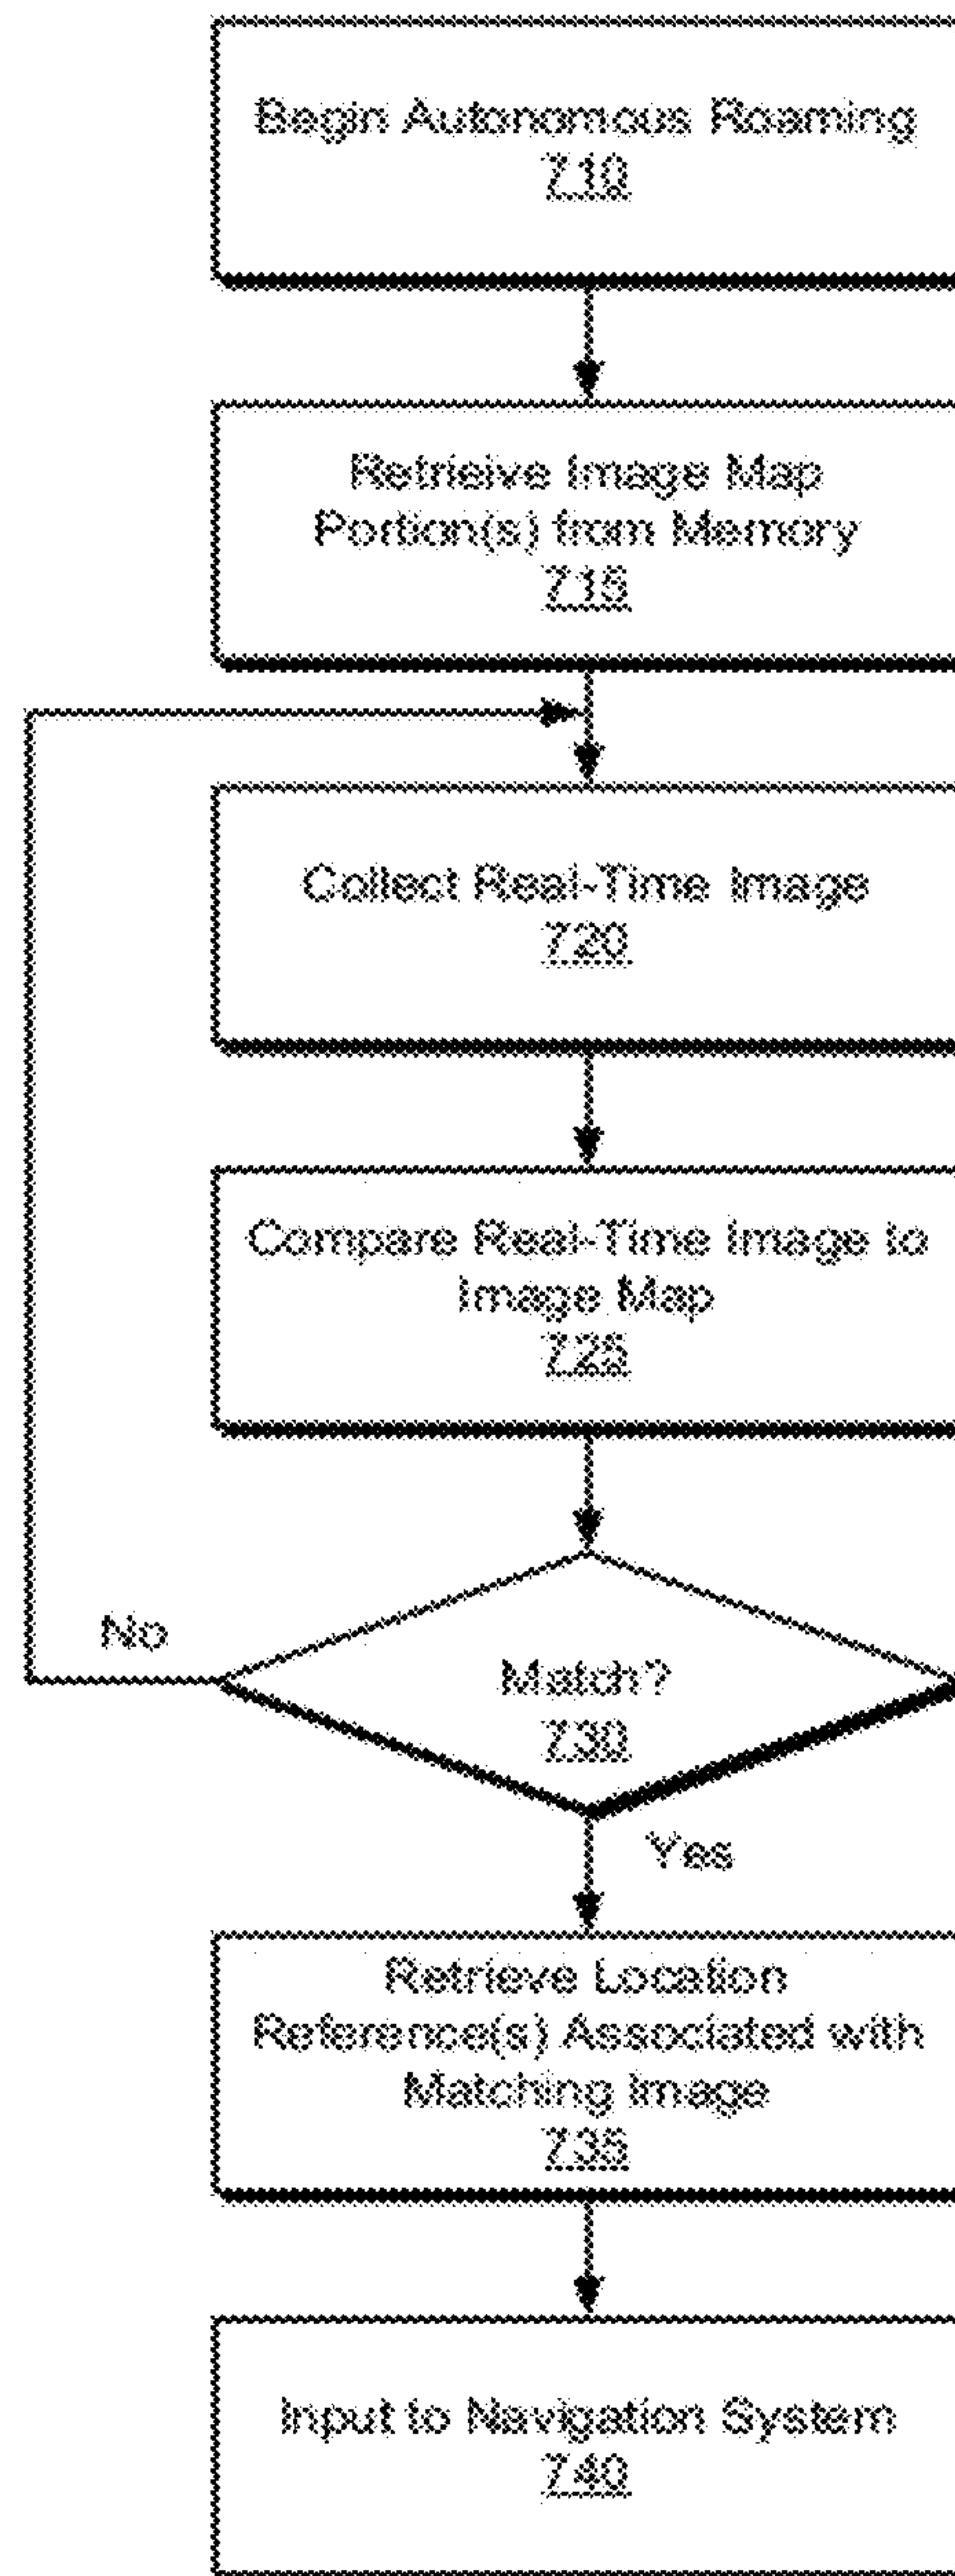 Begin Autonomous Roaming
710
Retrieive Image Map
Portion(s) from Memory
715
Collect Real-Time Image
720
Compare Real-Time Image to
Image Map
725
No
Match?
730
Yes
Retrieve Location
Reference(s) Associated with
Matching Image
735
Input to Navigation System
740